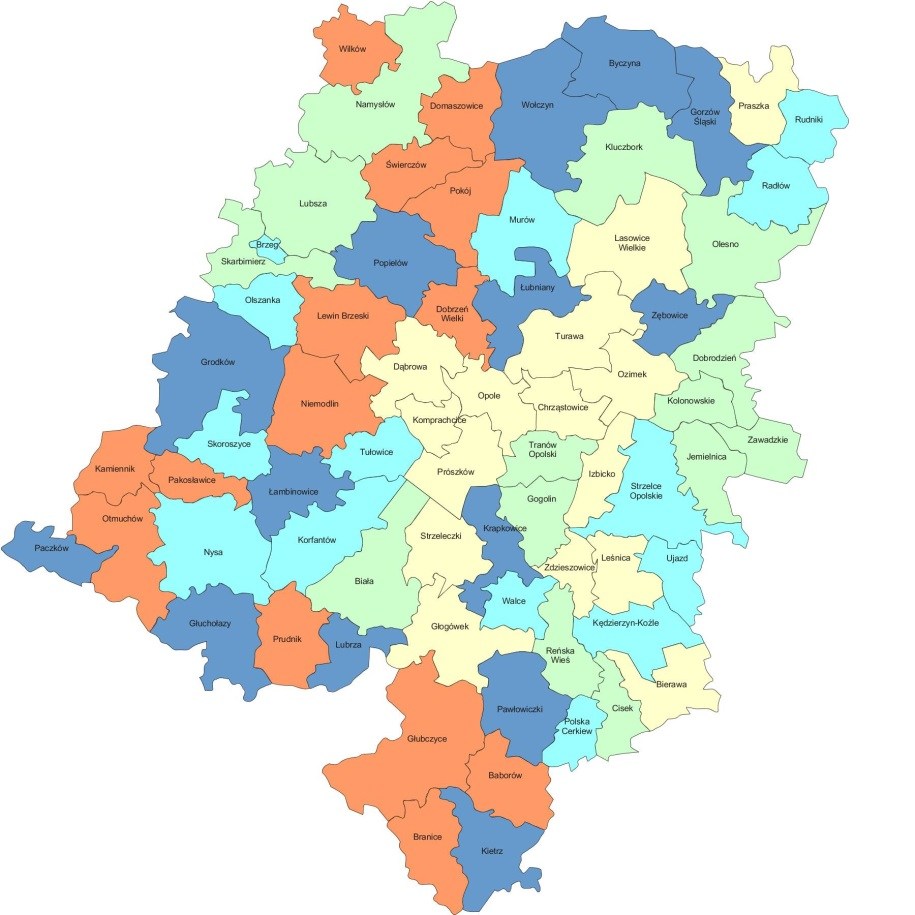 Wilków
Byczyna
Namysłów
Domaszowice
Wołczyn
Praszka
Gorzów
Śląski
Rudniki
Kluczbork
Świerczów
Pokój
Radłów
Lubsza
Murów
Lasowice
Wielkie
Olesno
Brzeg
Skarbimierz
Popielów
Łubniany
Olszanka
Lewin Brzeski
Dobrzeń
Wielki
Zębowice
Turawa
Grodków
Dąbrowa
Dobrodzień
Ozimek
Opole
Niemodlin
Chrząstowice
Kolonowskie
Komprachcice
Skoroszyce
Tułowice
Tranów
Opolski
Zawadzkie
Jemielnica
Prószków
Izbicko
Kamiennik
Pakosławice
Łambinowice
Strzelce
Opolskie
Gogolin
Otmuchów
Krapkowice
Strzeleczki
Korfantów
Paczków
Nysa
Leśnica
Ujazd
Zdzieszowice
Biała
Walce
Głuchołazy
Głogówek
Kędzierzyn-Koźle
Prudnik
Lubrza
Reńska
Wieś
Bierawa
Pawłowiczki
Cisek
Polska
Cerkiew
Głubczyce
Baborów
Branice
Kietrz